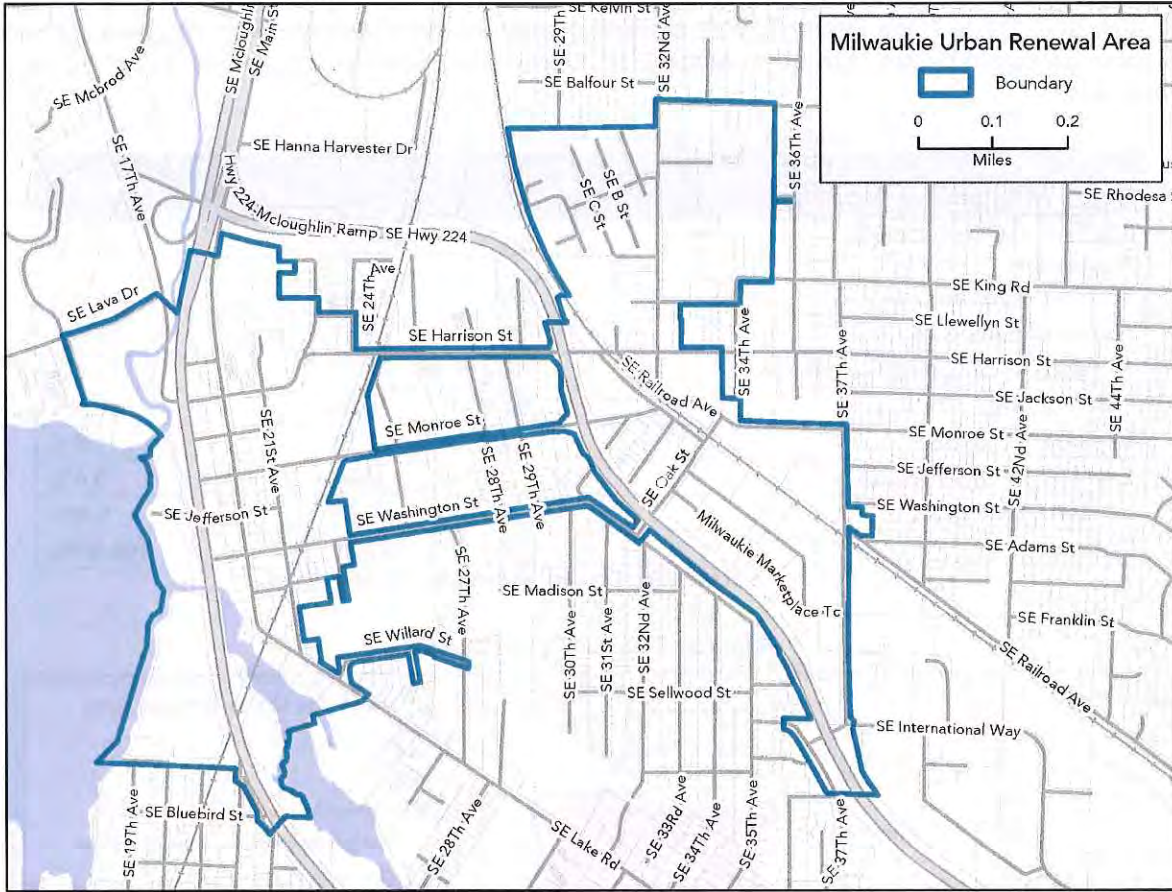 Milwaukie Urban Renewal Area
Boundary
0 0.1 0.2
Miles
SE Mcloughlin
SE Main St
SE Kelvin St
SE 29Th Ave
SE 32Nd Ave
SE Mcbrod Ave
SE Balfour St
SE 17Th Ave
SE Hanna Harvester Dr
SE 36Th Ave
SE B St
SE C St
SE Rhodesa
Hwy 224-Mcloughlin Ramp
SE Hwy 224
SE 24Th Ave
SE Lava Dr
SE King Rd
SE Llewellyn St
SE Harrison St
SE Harrison St
SE 34Th Ave
SE 37Th Ave
SE 44Th Ave
SE Railroad Ave
SE Jackson St
SE 21St Ave
SE Monroe St
SE Monroe St
SE 28Th Ave
SE 29Th Ave
SE Oak St
SE Jefferson St
SE 42Nd Ave
SE Washington St
SE Washington St
SE Jefferson St
Milwaukie Marketplace Tc
SE Adams St
SE 27Th Ave
SE Madison St
SE Franklin St
SE Willard St
SE 30Th Ave
SE 31St Ave
SE 32Nd Ave
SE Railroad Ave
SE Sellwood St
SE International Way
SE 19Th Ave
SE Bluebird St
SE 28Th Ave
SE Lake Rd
SE 33Rd Ave
SE 34Th Ave
SE 35Th Ave
SE 37Th Ave